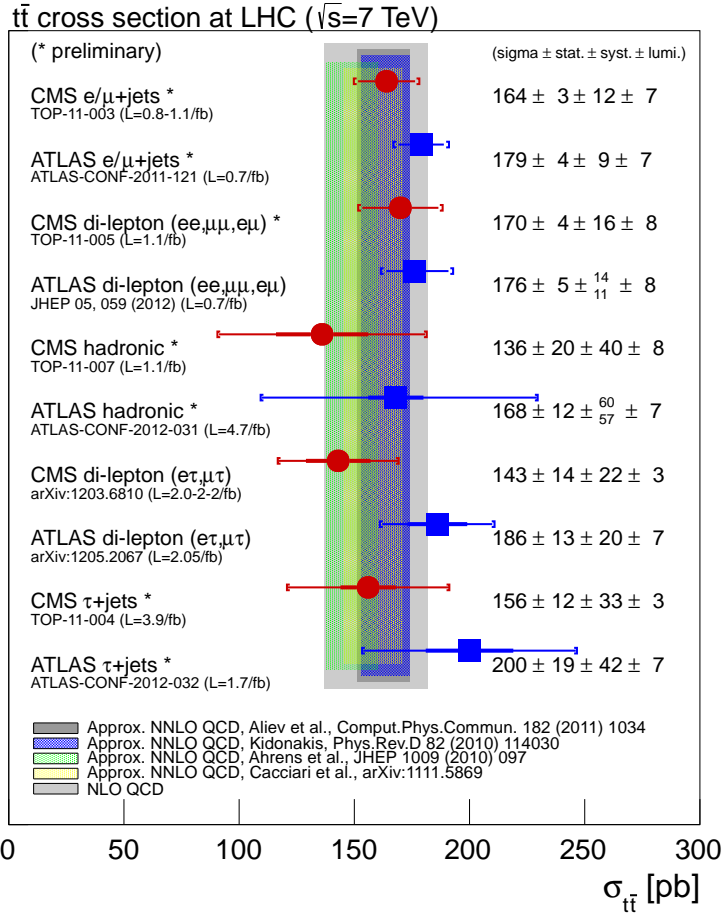 tt̄ cross section at LHC (√s=7 TeV)
(* preliminary) (sigma ± stat. ± syst. ± lumi.)
CMS e/μ+jets * 164 ± 3 ± 12 ± 7
TOP-11-003 (L=0.8-1.1/fb)
ATLAS e/μ+jets * 179 ± 4 ± 9 ± 7
ATLAS-CONF-2011-121 (L=0.7/fb)
CMS di-lepton (ee,μμ,eμ) * 170 ± 4 ± 16 ± 8
TOP-11-005 (L=1.1/fb)
ATLAS di-lepton (ee,μμ,eμ) 176 ± 5 ± 14 11 ± 8
JHEP 05, 059 (2012) (L=0.7/fb)
CMS hadronic * 136 ± 20 ± 40 ± 8
TOP-11-007 (L=1.1/fb)
ATLAS hadronic * 168 ± 12 ± 60 57 ± 7
ATLAS-CONF-2012-031 (L=4.7/fb)
CMS di-lepton (eτ,μτ) 143 ± 14 ± 22 ± 3
arXiv:1203.6810 (L=2.0-2-2/fb)
ATLAS di-lepton (eτ,μτ) 186 ± 13 ± 20 ± 7
arXiv:1205.2067 (L=2.05/fb)
CMS τ+jets * 156 ± 12 ± 33 ± 3
TOP-11-004 (L=3.9/fb)
ATLAS τ+jets * 200 ± 19 ± 42 ± 7
ATLAS-CONF-2012-032 (L=1.7/fb)
Approx. NNLO QCD, Aliev et al., Comput.Phys.Commun. 182 (2011) 1034
Approx. NNLO QCD, Kidonakis, Phys.Rev.D 82 (2010) 114030
Approx. NNLO QCD, Ahrens et al., JHEP 1009 (2010) 097
Approx. NNLO QCD, Cacciari et al., arXiv:1111.5869
NLO QCD
0 50 100 150 200 250 300
σtt̄ [pb]